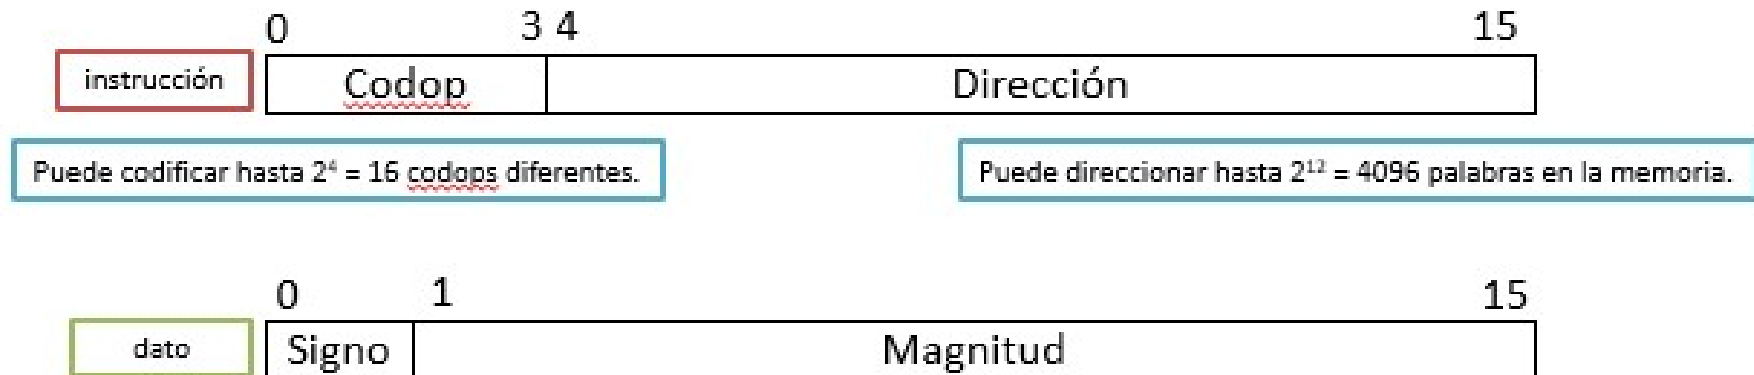 0 3 4 15
instrucción Codop Dirección
Puede codificar hasta 2⁴ = 16 codops diferentes. Puede direccionar hasta 2¹² = 4096 palabras en la memoria.
0 1 15
dato Signo Magnitud